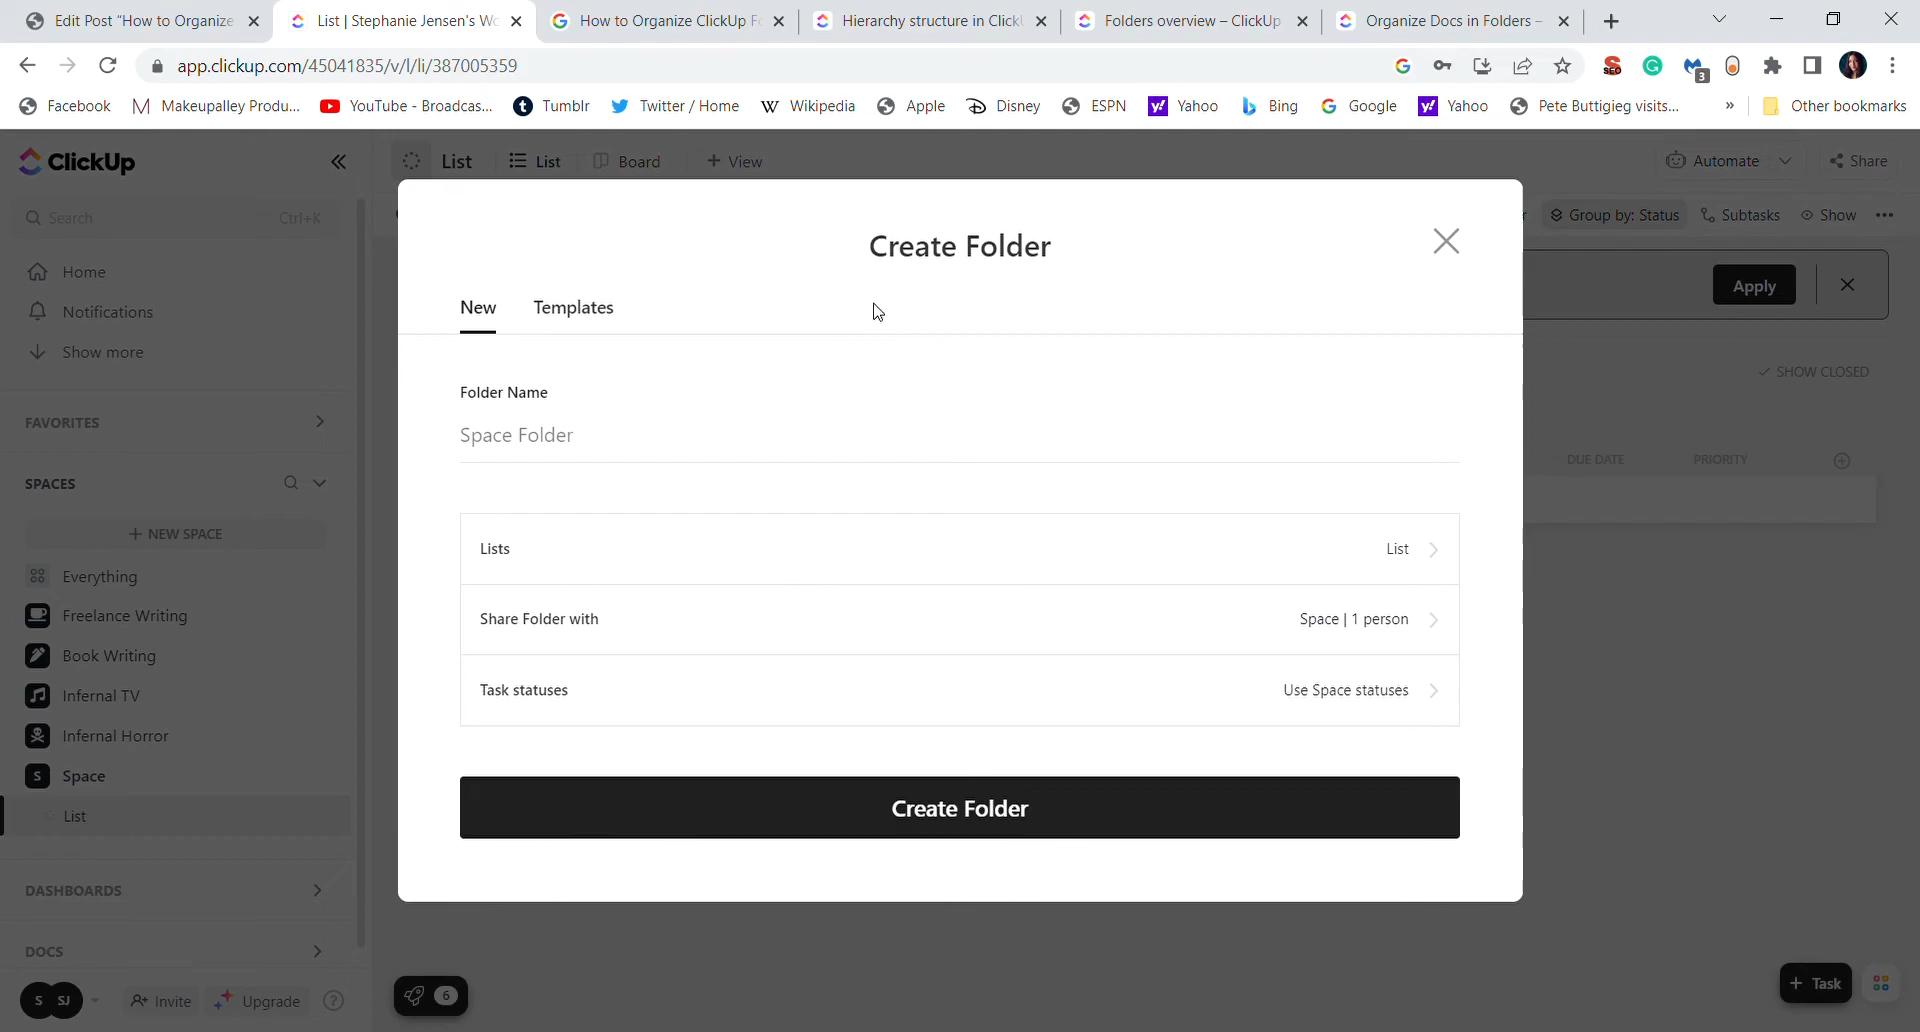 Edit Post "How to Organize
List | Stephanie Jensen's Wo
How to Organize ClickUp Fo
Hierarchy structure in Click
Folders overview – ClickUp
Organize Docs in Folders –
app.clickup.com/45041835/v/l/li/387005359
SEO
G
3
Facebook
Makeupalley Produ...
YouTube - Broadcas...
Tumblr
Twitter / Home
Wikipedia
Apple
Disney
ESPN
Yahoo
Bing
Google
Yahoo
Pete Buttigieg visits...
»
Other bookmarks
ClickUp
List
List
Board
+ View
Automate
Share
Search
Ctrl+K
Group by: Status
Subtasks
Show
Home
Notifications
Show more
Apply
SHOW CLOSED
FAVORITES
SPACES
DUE DATE
PRIORITY
+ NEW SPACE
Everything
Freelance Writing
Book Writing
Infernal TV
Infernal Horror
S
Space
List
DASHBOARDS
DOCS
S
SJ
Invite
Upgrade
?
6
+ Task
Create Folder
New
Templates
Folder Name
Space Folder
Lists
List
Share Folder with
Space | 1 person
Task statuses
Use Space statuses
Create Folder